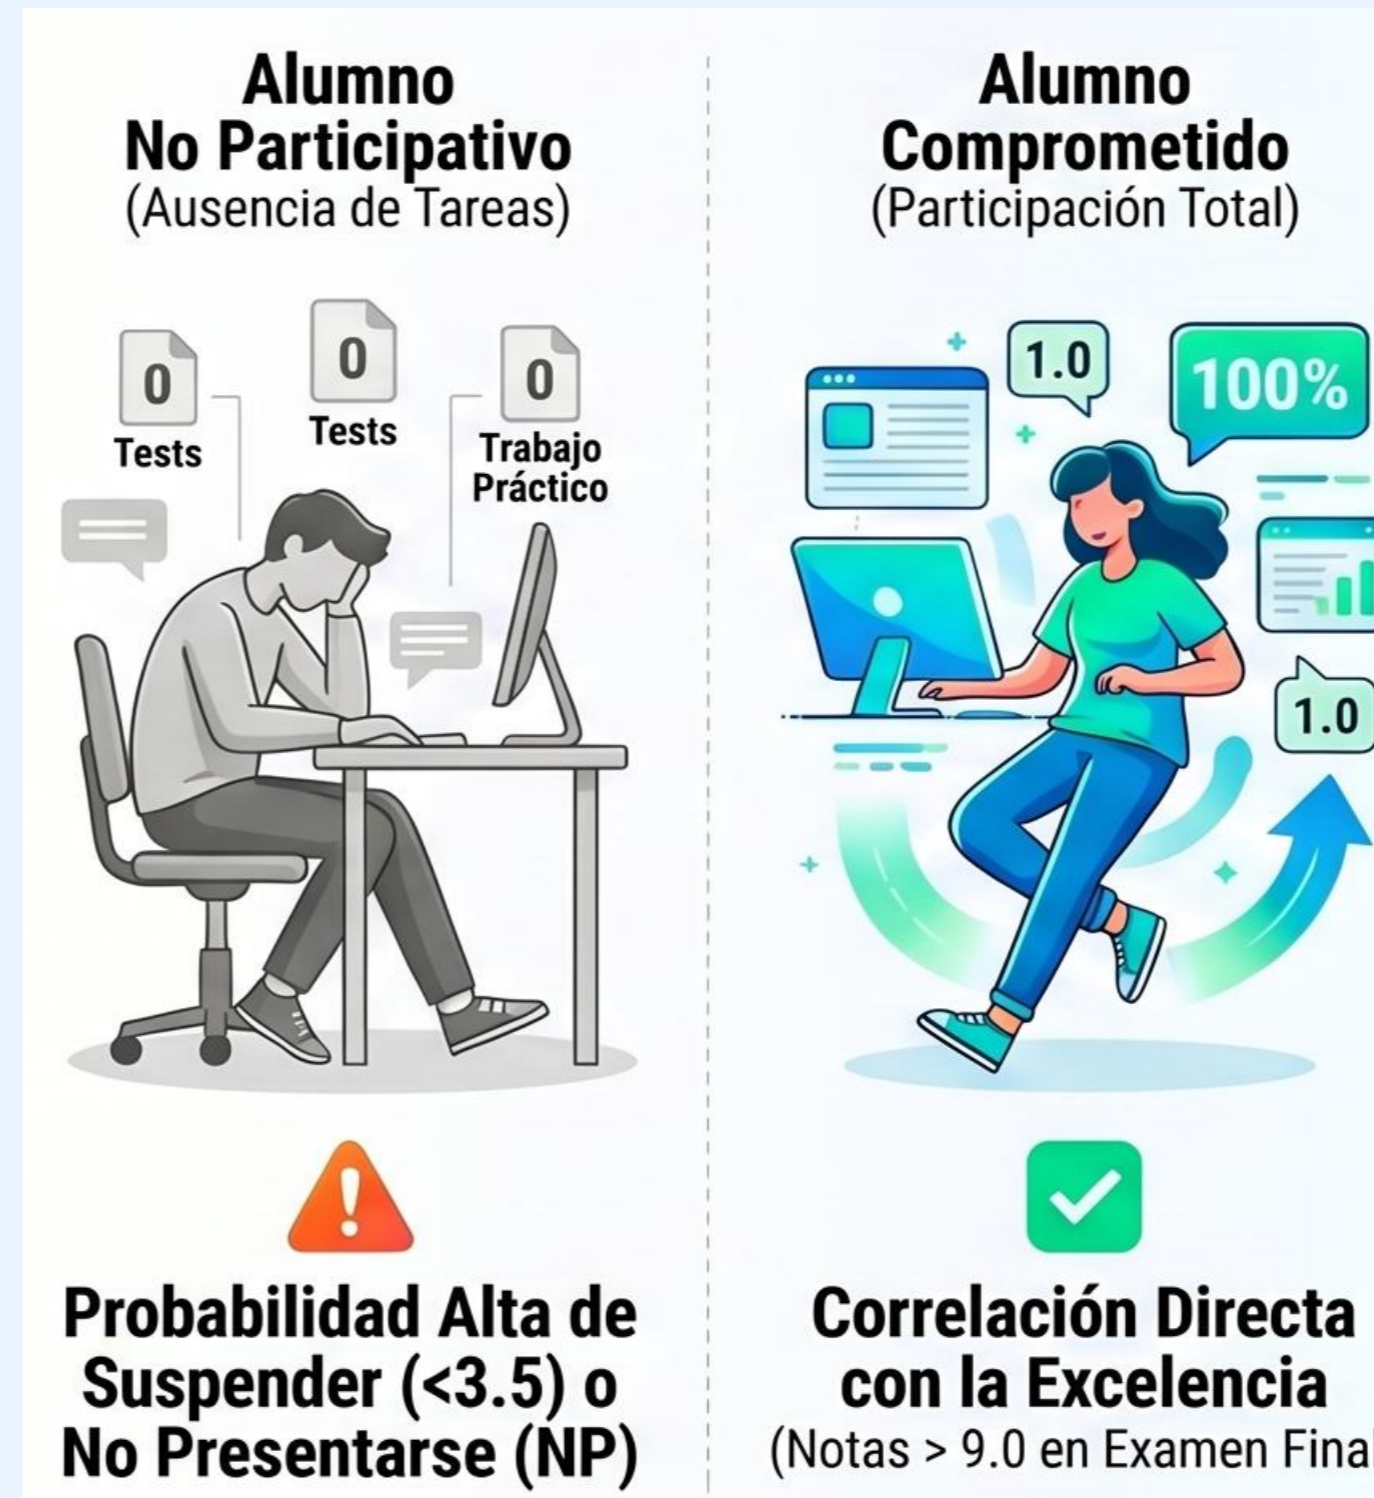 Alumno
No Participativo
(Ausencia de Tareas)
0
Tests
0
Tests
0
Trabajo
Práctico
Probabilidad Alta de
Suspender (<3.5) o
No Presentarse (NP)
Alumno
Comprometido
(Participación Total)
1.0
100%
1.0
Correlación Directa
con la Excelencia
(Notas > 9.0 en Examen Final